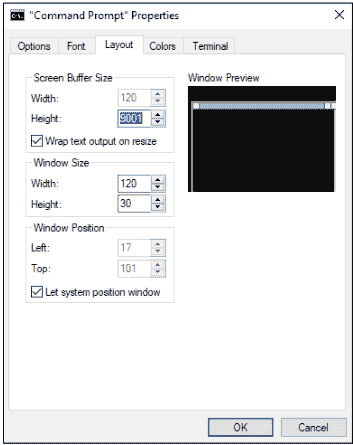 "Command Prompt" Properties
Options Font Layout Colors Terminal
Screen Buffer Size
Width: 120
Height: 9001
Wrap text output on resize
Window Size
Width: 120
Height: 30
Window Position
Left: 17
Top: 101
Let system position window
Window Preview
OK Cancel